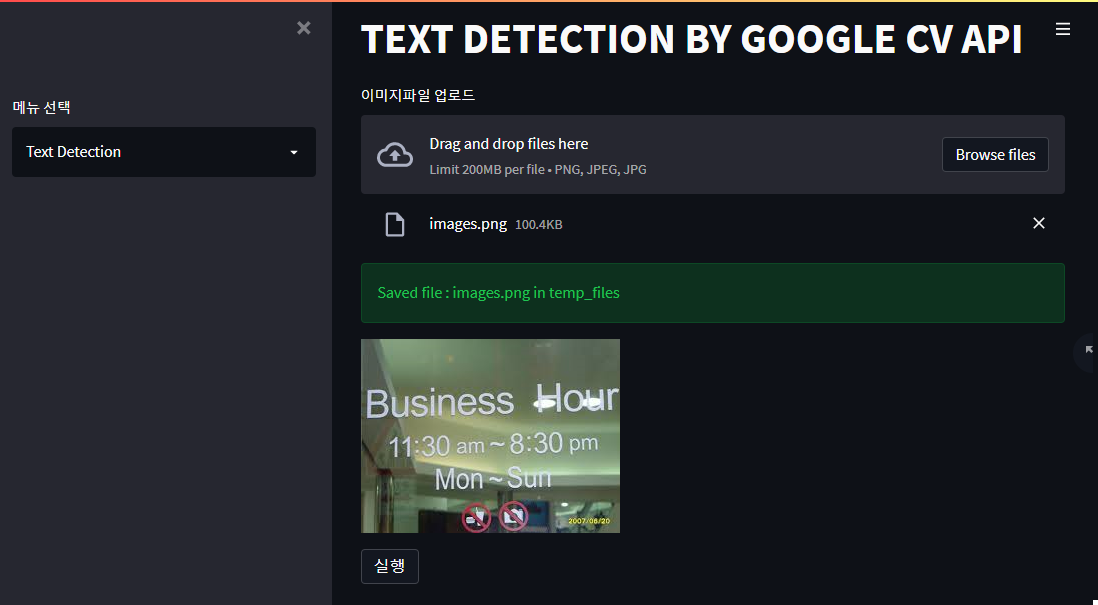 메뉴 선택
Text Detection
TEXT DETECTION BY GOOGLE CV API
이미지파일 업로드
Drag and drop files here
Limit 200MB per file • PNG, JPEG, JPG
Browse files
images.png 100.4KB
Saved file : images.png in temp_files
Business Hour
11:30 am ~ 8:30 pm
Mon ~ Sun
2007/06/20
실행